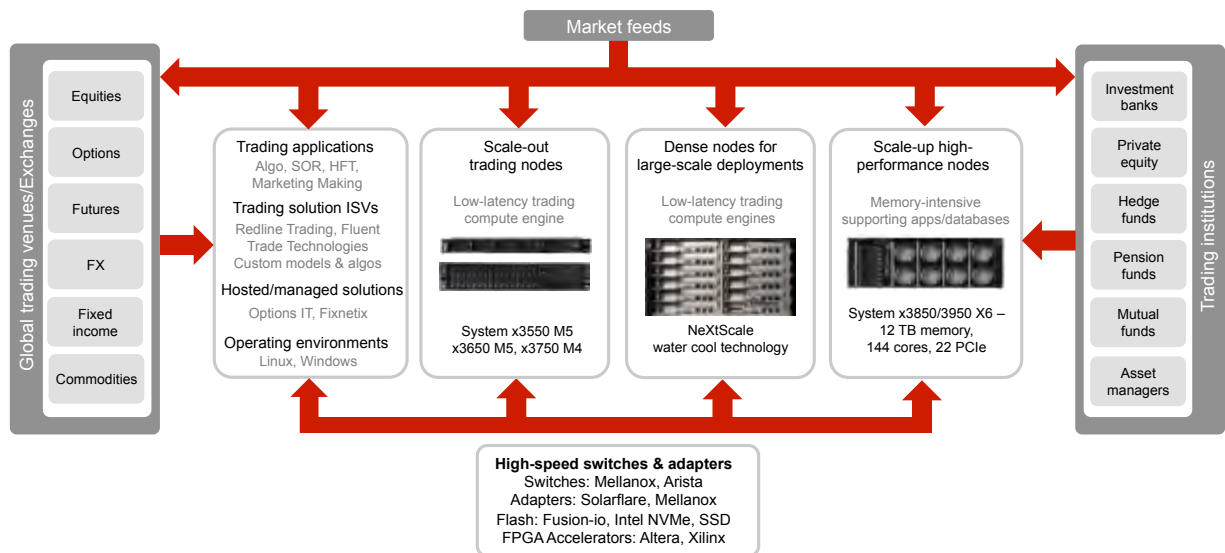 Market feeds
Global trading venues/Exchanges
Equities
Options
Futures
FX
Fixed
income
Commodities
Trading applications
Algo, SOR, HFT,
Marketing Making
Trading solution ISVs
Redline Trading, Fluent
Trade Technologies
Custom models & algos
Hosted/managed solutions
Options IT, Fixnetix
Operating environments
Linux, Windows
Scale-out
trading nodes
Low-latency trading
compute engine
System x3550 M5
x3650 M5, x3750 M4
Dense nodes for
large-scale deployments
Low-latency trading
compute engines
NeXtScale
water cool technology
Scale-up high-
performance nodes
Memory-intensive
supporting apps/databases
System x3850/3950 X6 –
12 TB memory,
144 cores, 22 PCIe
Trading institutions
Investment
banks
Private
equity
Hedge
funds
Pension
funds
Mutual
funds
Asset
managers
High-speed switches & adapters
Switches: Mellanox, Arista
Adapters: Solarflare, Mellanox
Flash: Fusion-io, Intel NVMe, SSD
FPGA Accelerators: Altera, Xilinx